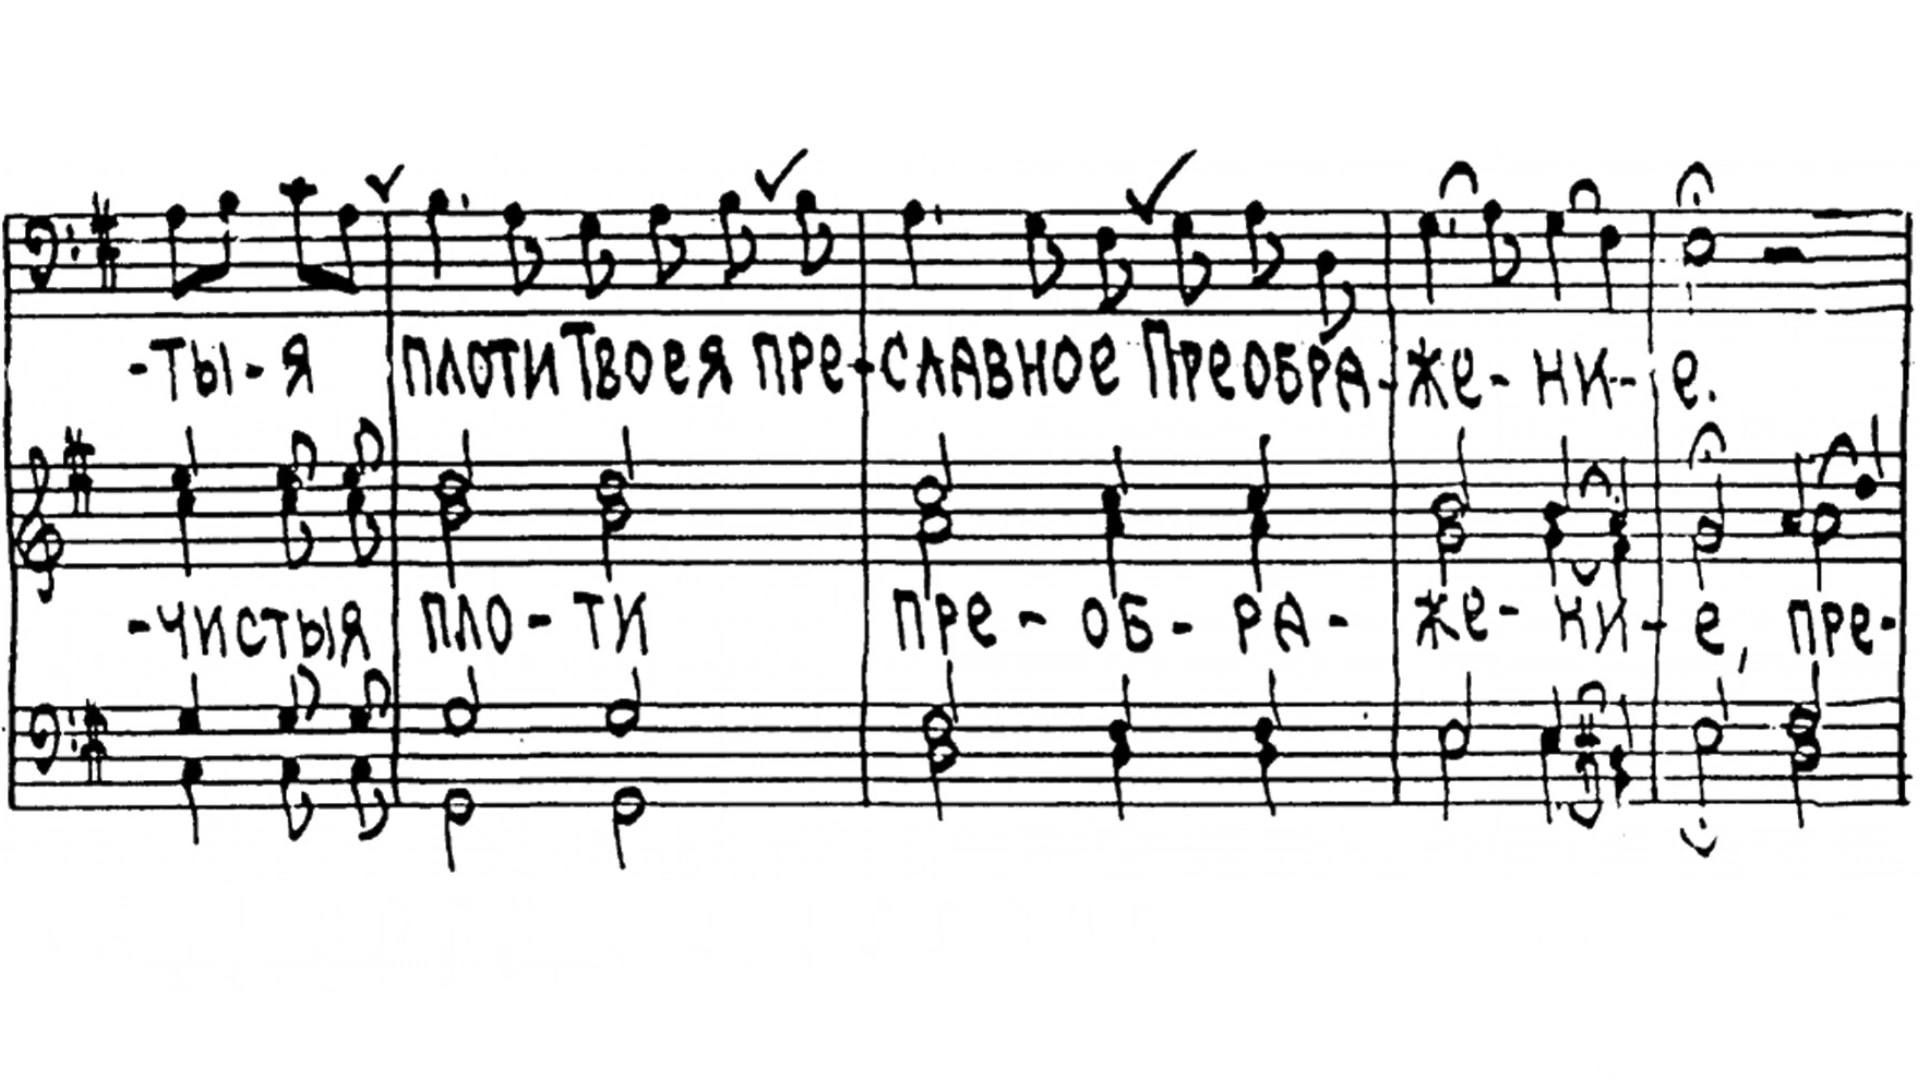 -ты-я плоти Твоея пре-славное Преобра-же-ни-е.
-чистыя пло-ти пре-об-ра-же-ни-е, пре-